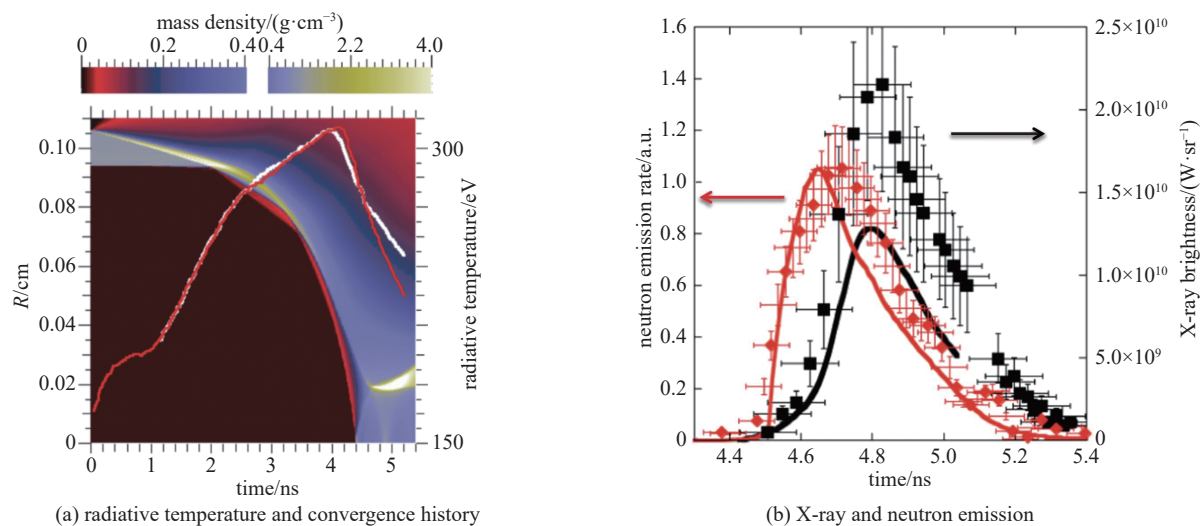 mass density/(g·cm⁻³)
0 0.2 0.4 0.4 2.2 4.0
R/cm
0.10
0.08
0.06
0.04
0.02
0
300
150
radiative temperature/eV
0 1 2 3 4 5
time/ns
(a) radiative temperature and convergence history
neutron emission rate/a.u.
1.6
1.4
1.2
1.0
0.8
0.6
0.4
0.2
0
2.5×10¹⁰
2.0×10¹⁰
1.5×10¹⁰
1.0×10¹⁰
5.0×10⁹
0
X-ray brightness/(W·sr⁻¹)
4.4 4.6 4.8 5.0 5.2 5.4
time/ns
(b) X-ray and neutron emission